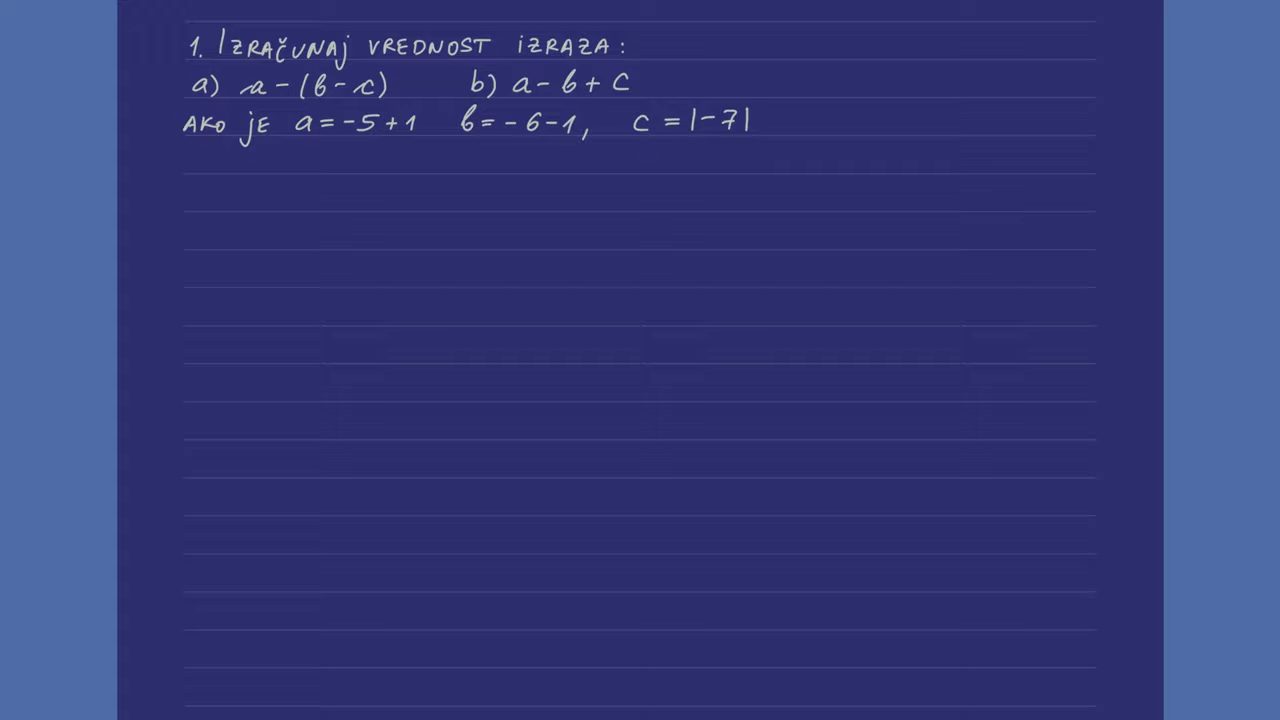 1. IZRAČUNAJ VREDNOST IZRAZA:
a) a - (b - c) b) a - b + c
AKO JE a = -5 + 1 b = -6 - 1, c = |-7|